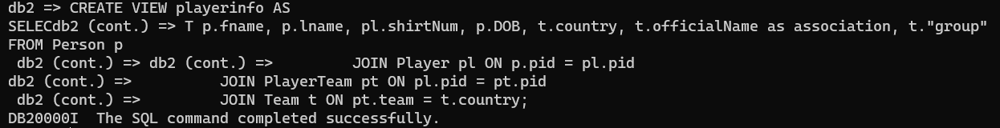 db2 => CREATE VIEW playerinfo AS
SELECdb2 (cont.) => T p.fname, p.lname, pl.shirtNum, p.DOB, t.country, t.officialName as association, t."group"
FROM Person p
 db2 (cont.) => db2 (cont.) =>         JOIN Player pl ON p.pid = pl.pid
db2 (cont.) =>          JOIN PlayerTeam pt ON pl.pid = pt.pid
 db2 (cont.) =>         JOIN Team t ON pt.team = t.country;
DB20000I  The SQL command completed successfully.